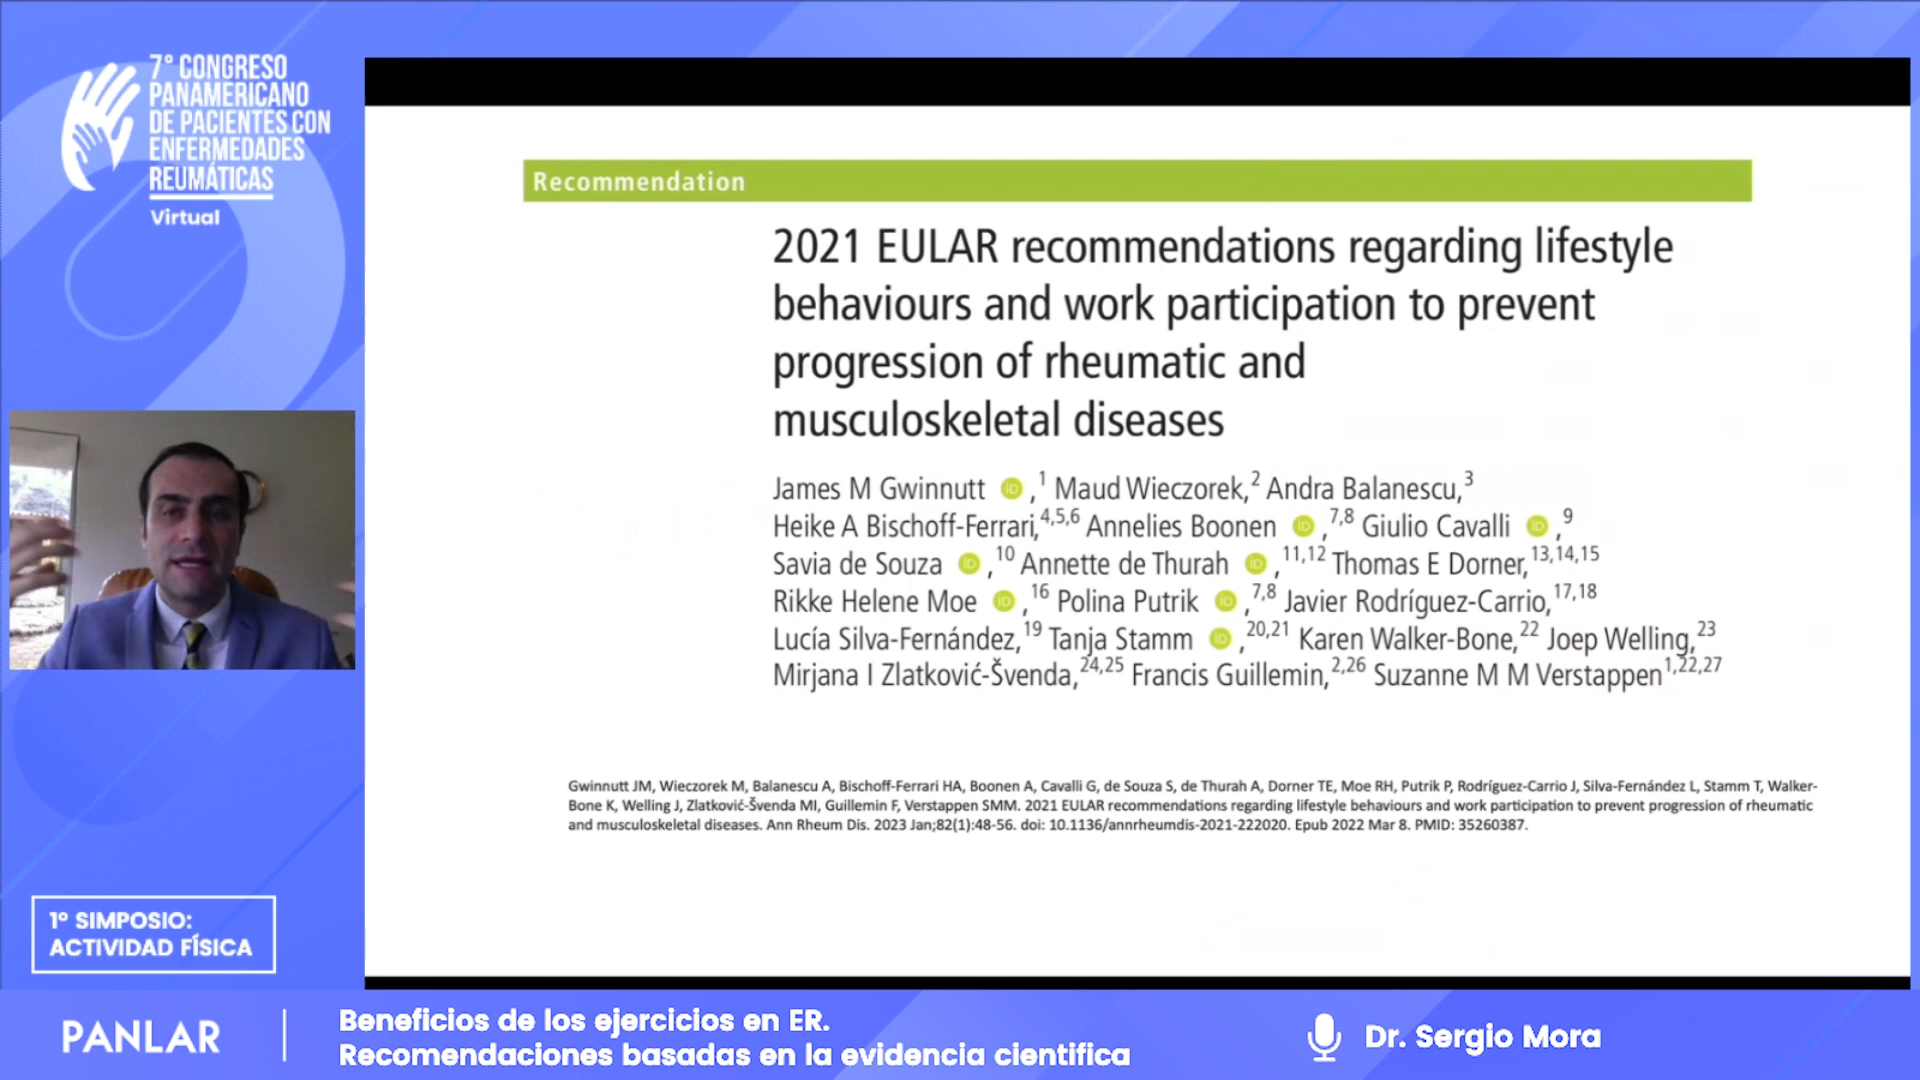 7° CONGRESO
PANAMERICANO
DE PACIENTES CON
ENFERMEDADES
REUMÁTICAS
Virtual
Recommendation
2021 EULAR recommendations regarding lifestyle
behaviours and work participation to prevent
progression of rheumatic and
musculoskeletal diseases
James M Gwinnutt iD ,1 Maud Wieczorek,2 Andra Balanescu,3
Heike A Bischoff-Ferrari,4,5,6 Annelies Boonen iD ,7,8 Giulio Cavalli iD ,9
Savia de Souza iD ,10 Annette de Thurah iD ,11,12 Thomas E Dorner,13,14,15
Rikke Helene Moe iD ,16 Polina Putrik iD ,7,8 Javier Rodríguez-Carrio,17,18
Lucía Silva-Fernández,19 Tanja Stamm iD ,20,21 Karen Walker-Bone,22 Joep Welling,23
Mirjana I Zlatković-Švenda,24,25 Francis Guillemin,2,26 Suzanne M M Verstappen1,22,27
Gwinnutt JM, Wieczorek M, Balanescu A, Bischoff-Ferrari HA, Boonen A, Cavalli G, de Souza S, de Thurah A, Dorner TE, Moe RH, Putrik P, Rodríguez-Carrio J, Silva-Fernández L, Stamm T, Walker-
Bone K, Welling J, Zlatković-Švenda MI, Guillemin F, Verstappen SMM. 2021 EULAR recommendations regarding lifestyle behaviours and work participation to prevent progression of rheumatic
and musculoskeletal diseases. Ann Rheum Dis. 2023 Jan;82(1):48-56. doi: 10.1136/annrheumdis-2021-222020. Epub 2022 Mar 8. PMID: 35260387.
1º SIMPOSIO:
ACTIVIDAD FÍSICA
PANLAR
Beneficios de los ejercicios en ER.
Recomendaciones basadas en la evidencia cientifica
Dr. Sergio Mora